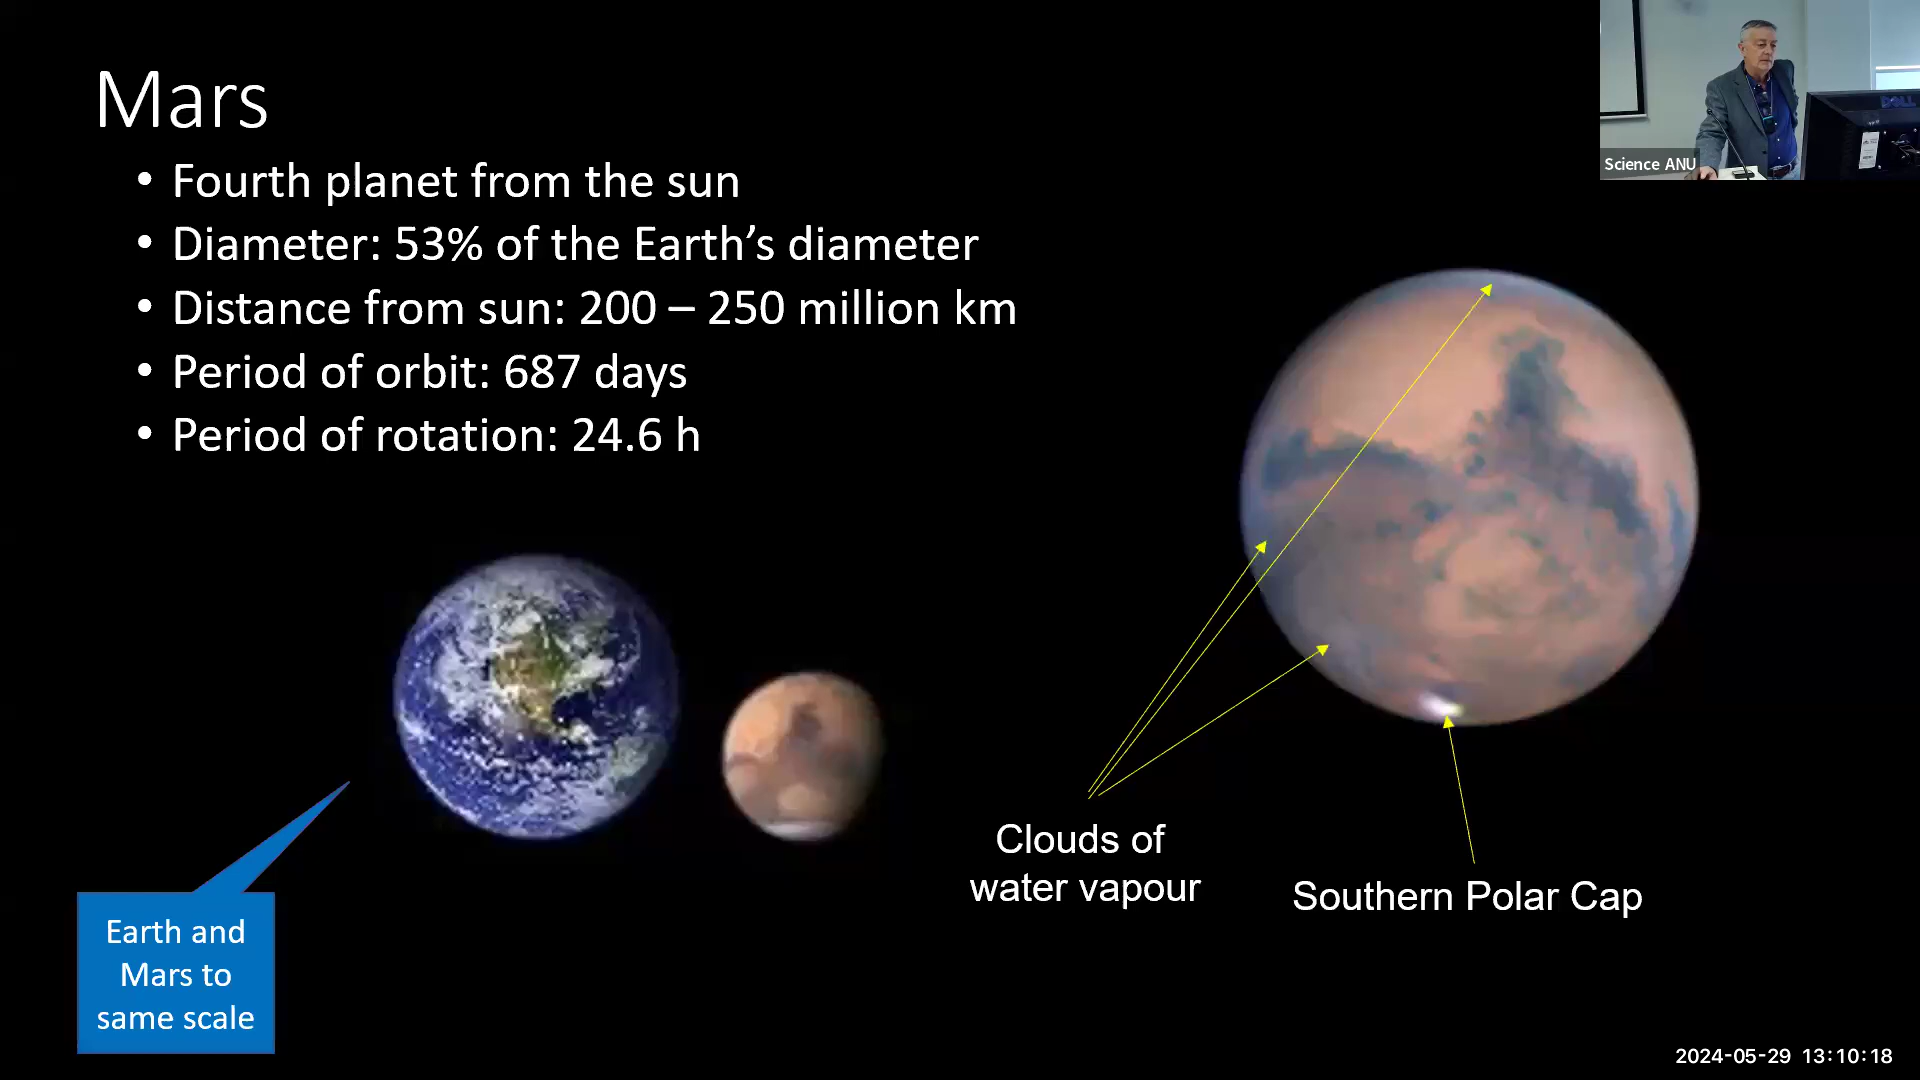 Mars
• Fourth planet from the sun
• Diameter: 53% of the Earth’s diameter
• Distance from sun: 200 – 250 million km
• Period of orbit: 687 days
• Period of rotation: 24.6 h
Science ANU
DELL
Clouds of
water vapour
Southern Polar Cap
Earth and
Mars to
same scale
2024-05-29 13:10:18